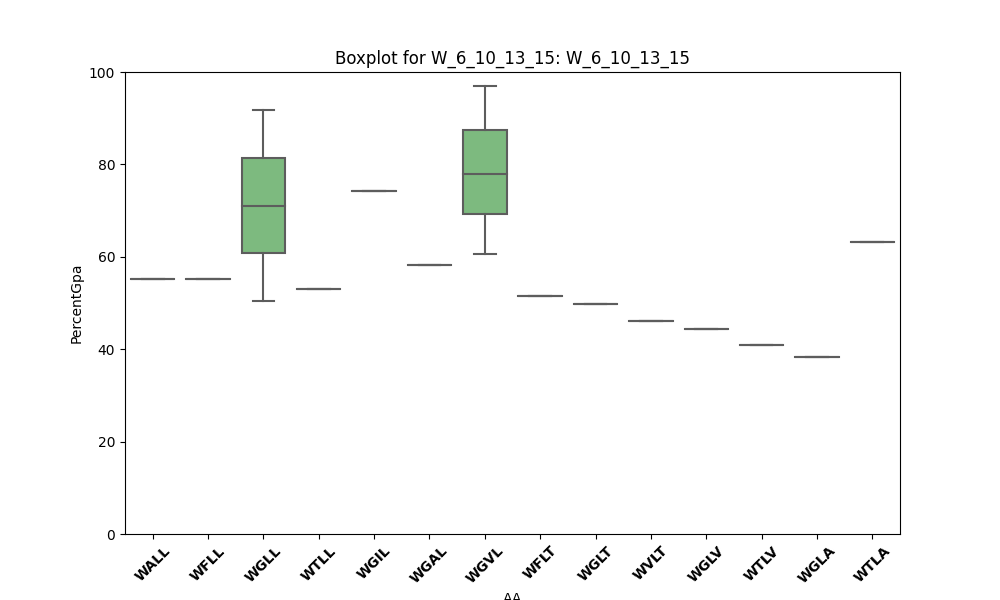 Boxplot for W_6_10_13_15: W_6_10_13_15
100
80
60
40
20
0
PercentGpa
WALL
WFLL
WGLL
WTLL
WGIL
WGAL
WGVL
WFLT
WGLT
WVLT
WGLV
WTLV
WGLA
WTLA
AA